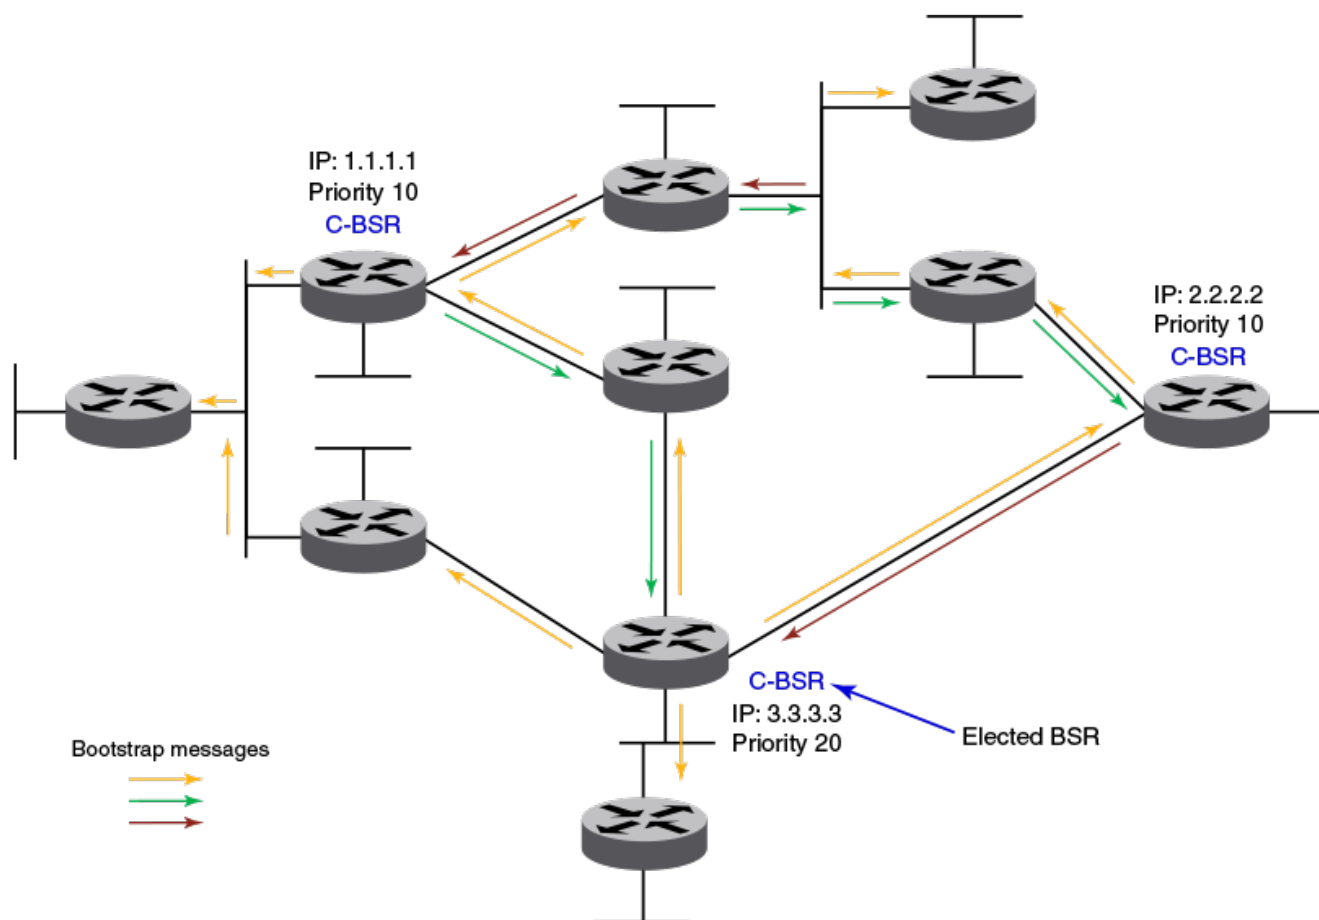 IP: 1.1.1.1
Priority 10
C-BSR
IP: 2.2.2.2
Priority 10
C-BSR
C-BSR
IP: 3.3.3.3
Priority 20
Elected BSR
Bootstrap messages